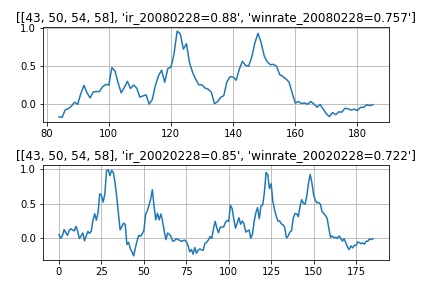 [[43, 50, 54, 58], 'ir_20080228=0.88', 'winrate_20080228=0.757']
1.0
0.5
0.0
80 100 120 140 160 180
[[43, 50, 54, 58], 'ir_20020228=0.85', 'winrate_20020228=0.722']
1.0
0.5
0.0
0 25 50 75 100 125 150 175